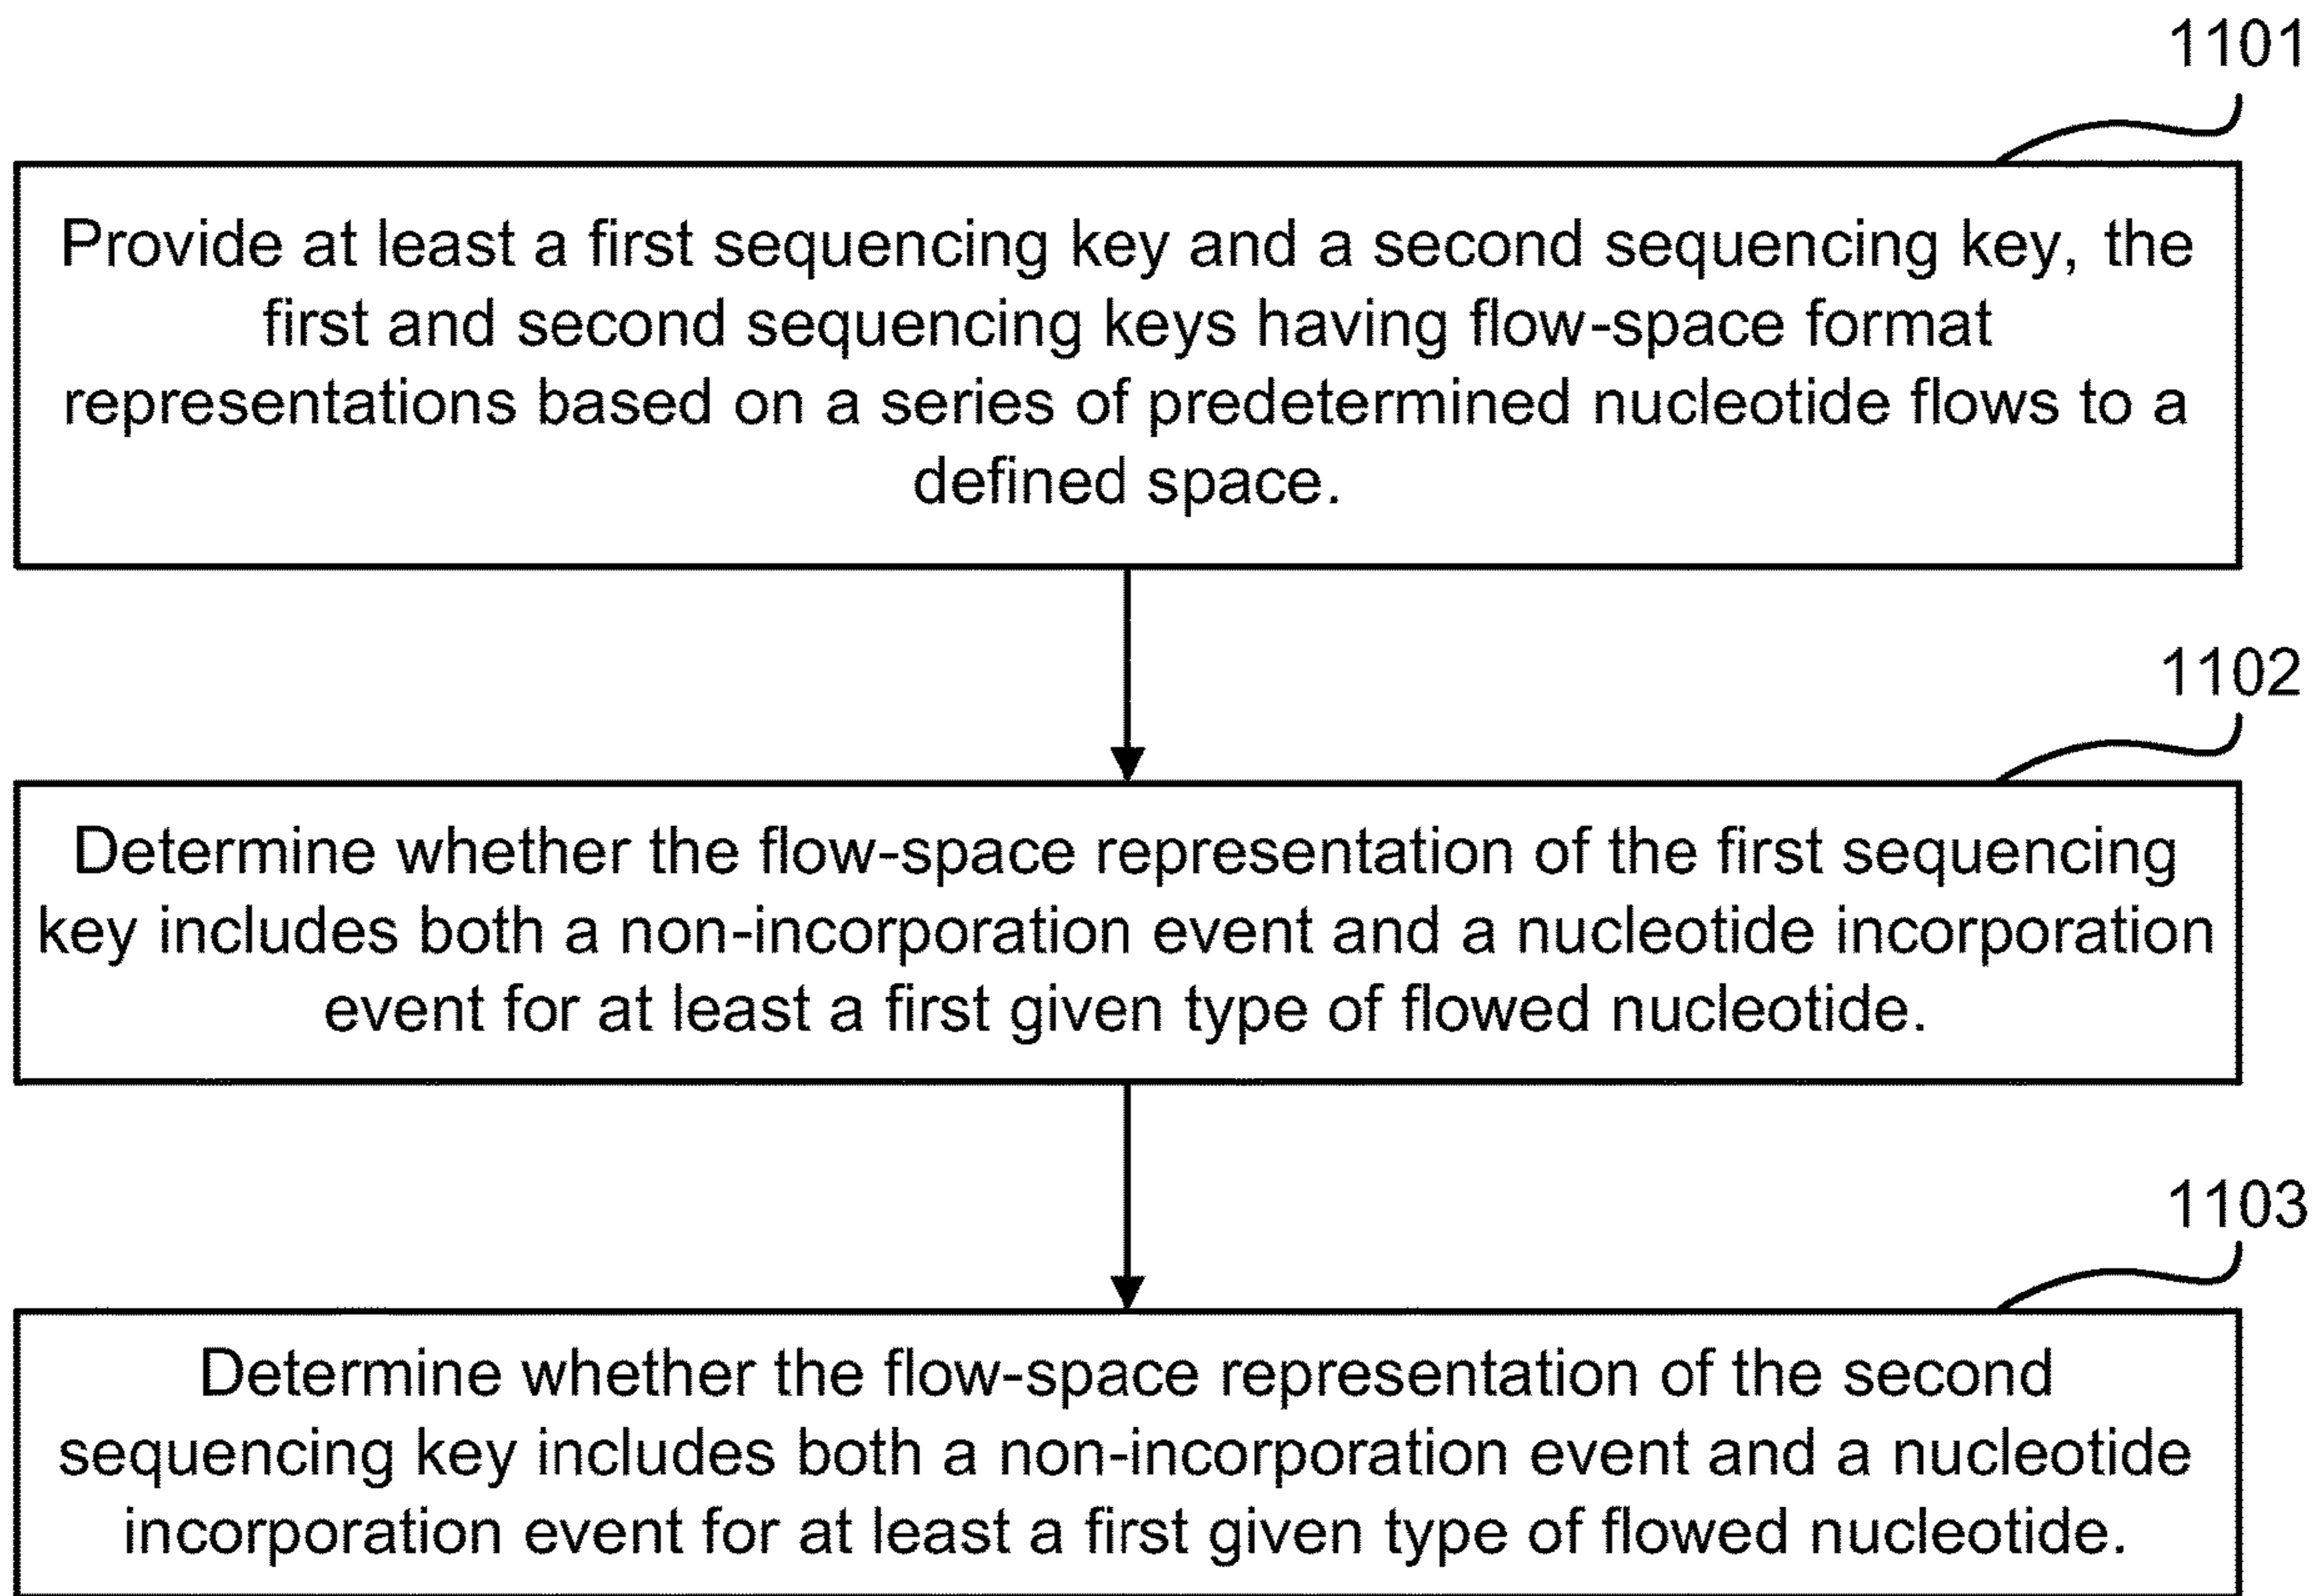 1101
Provide at least a first sequencing key and a second sequencing key, the
first and second sequencing keys having flow-space format
representations based on a series of predetermined nucleotide flows to a
defined space.
1102
Determine whether the flow-space representation of the first sequencing
key includes both a non-incorporation event and a nucleotide incorporation
event for at least a first given type of flowed nucleotide.
1103
Determine whether the flow-space representation of the second
sequencing key includes both a non-incorporation event and a nucleotide
incorporation event for at least a first given type of flowed nucleotide.